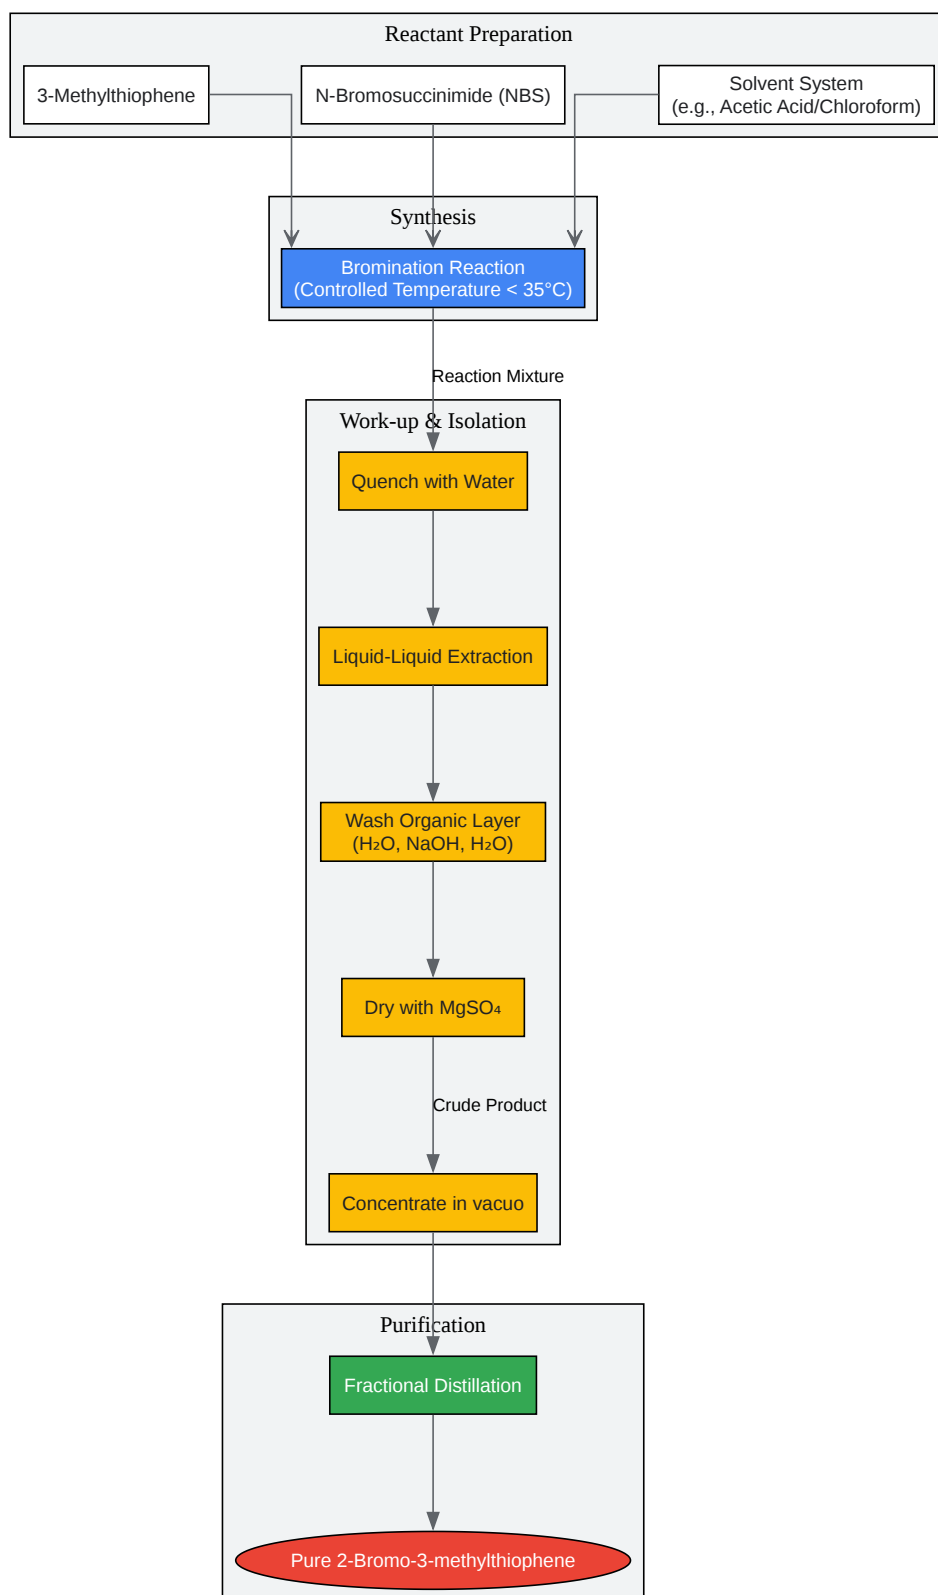 Reactant Preparation
3-Methylthiophene
N-Bromosuccinimide (NBS)
Solvent System
(e.g., Acetic Acid/Chloroform)
Synthesis
Bromination Reaction
(Controlled Temperature < 35°C)
Reaction Mixture
Work-up & Isolation
Quench with Water
Liquid-Liquid Extraction
Wash Organic Layer
(H₂O, NaOH, H₂O)
Dry with MgSO₄
Crude Product
Concentrate in vacuo
Purification
Fractional Distillation
Pure 2-Bromo-3-methylthiophene